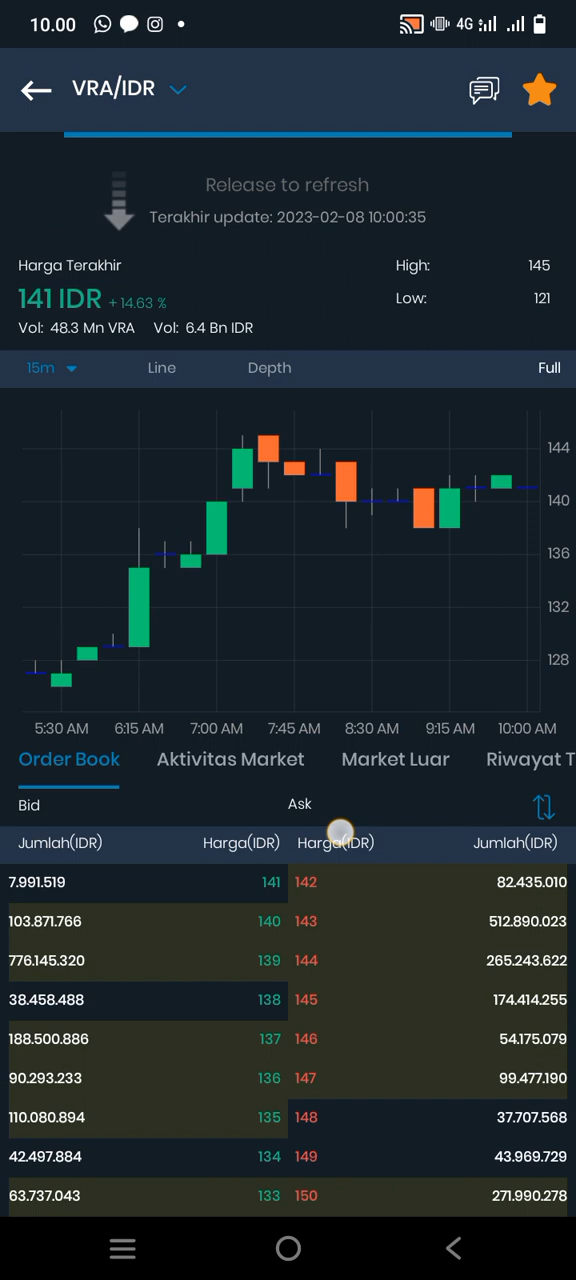 10.00 4G
VRA/IDR
Release to refresh
Terakhir update: 2023-02-08 10:00:35
Harga Terakhir High: 145
141 IDR + 14.63 % Low: 121
Vol: 48.3 Mn VRA Vol: 6.4 Bn IDR
15m Line Depth Full
144
140
136
132
128
5:30 AM 6:15 AM 7:00 AM 7:45 AM 8:30 AM 9:15 AM 10:00 AM
Order Book Aktivitas Market Market Luar Riwayat T
Bid Ask
Jumlah(IDR) Harga(IDR) Harga(IDR) Jumlah(IDR)
7.991.519 141 142 82.435.010
103.871.766 140 143 512.890.023
776.145.320 139 144 265.243.622
38.458.488 138 145 174.414.255
188.500.886 137 146 54.175.079
90.293.233 136 147 99.477.190
110.080.894 135 148 37.707.568
42.497.884 134 149 43.969.729
63.737.043 133 150 271.990.278